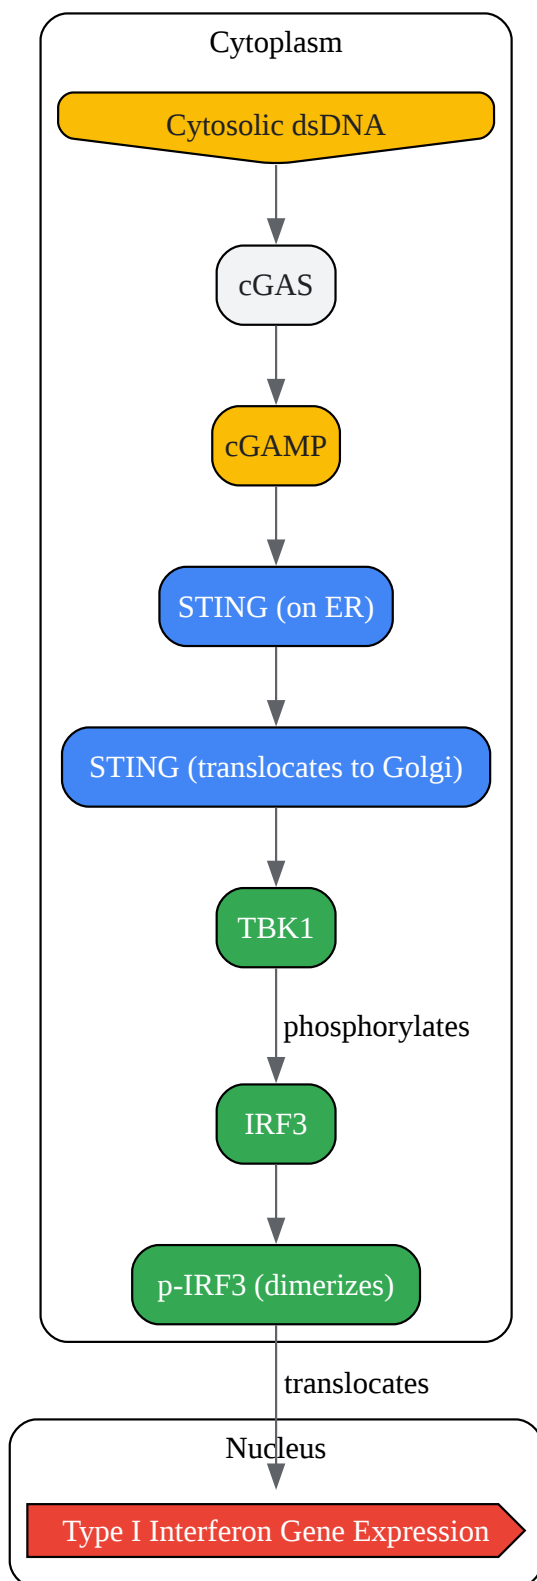 Cytoplasm
Cytosolic dsDNA
cGAS
cGAMP
STING (on ER)
STING (translocates to Golgi)
TBK1
phosphorylates
IRF3
p-IRF3 (dimerizes)
translocates
Nucleus
Type I Interferon Gene Expression